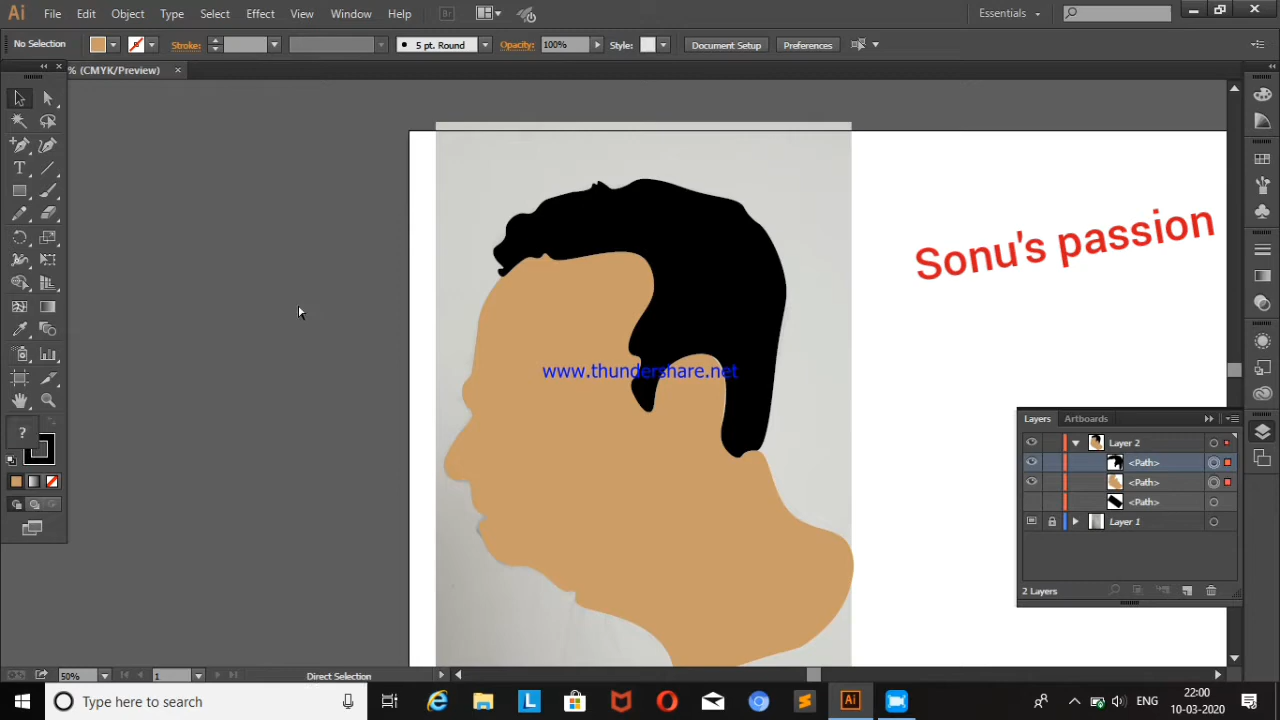 Ai File Edit Object Type Select Effect View Window Help Br Essentials
No Selection Stroke: 5 pt. Round Opacity: 100% Style: Document Setup Preferences
% (CMYK/Preview)
Sonu's passion
www.thundershare.net
Layers Artboards
Layer 2
<Path>
<Path>
<Path>
Layer 1
2 Layers
?
50% 1 Direct Selection
Type here to search
L
Ai
ENG
22:00
10-03-2020